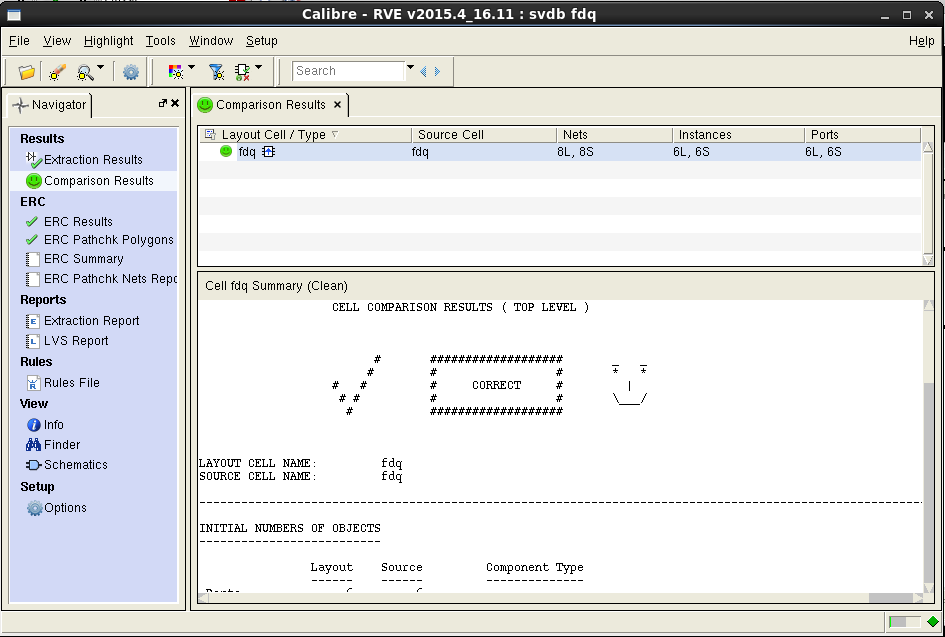 Calibre - RVE v2015.4_16.11 : svdb fdq
File View Highlight Tools Window Setup Help
Search
Navigator
Results
Extraction Results
Comparison Results
ERC
ERC Results
ERC Pathchk Polygons
ERC Summary
ERC Pathchk Nets Repo
Reports
Extraction Report
LVS Report
Rules
Rules File
View
Info
Finder
Schematics
Setup
Options
Comparison Results
Layout Cell / Type Source Cell Nets Instances Ports
fdq fdq 8L, 8S 6L, 6S 6L, 6S
Cell fdq Summary (Clean)
CELL COMPARISON RESULTS ( TOP LEVEL )
# ################### _ _
# # # * *
# # # CORRECT # |
# # # # \___/
# ###################
LAYOUT CELL NAME: fdq
SOURCE CELL NAME: fdq
INITIAL NUMBERS OF OBJECTS
Layout Source Component Type